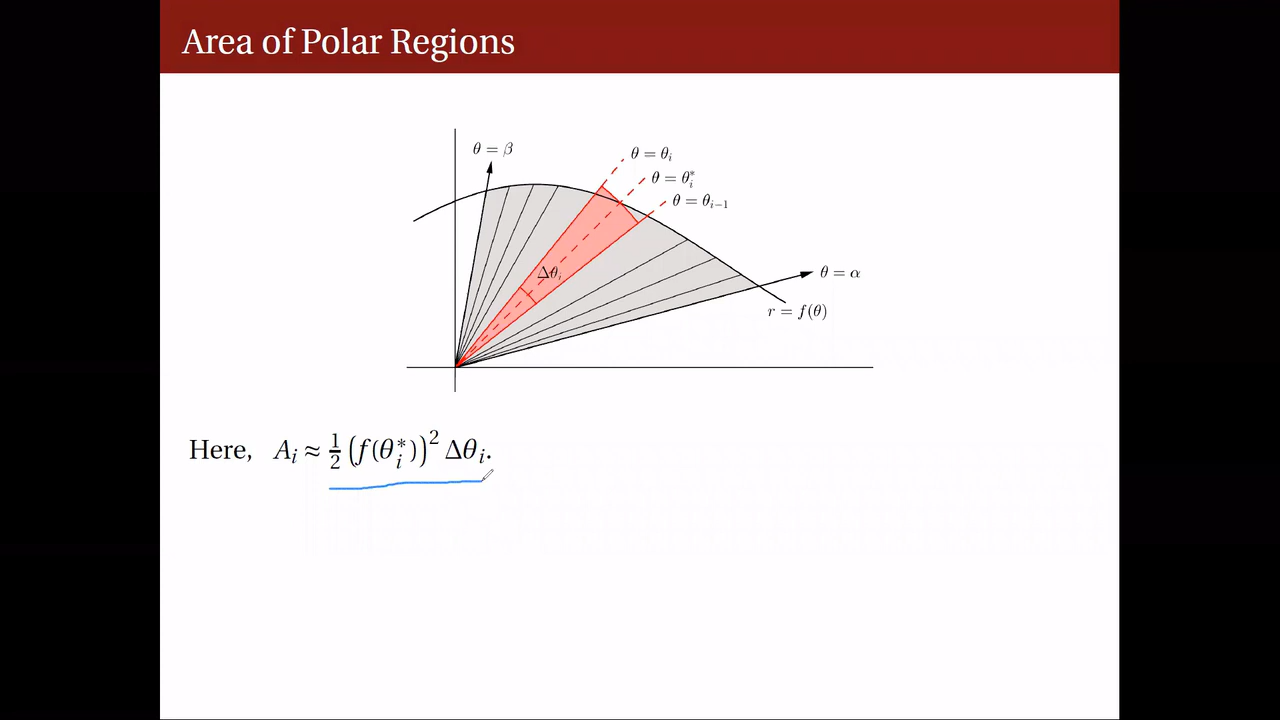 Area of Polar Regions
θ = β
θ = θᵢ
θ = θᵢ*
θ = θᵢ₋₁
Δθᵢ
θ = α
r = f(θ)
Here, Aᵢ ≈ ½ (f(θᵢ*))² Δθᵢ.